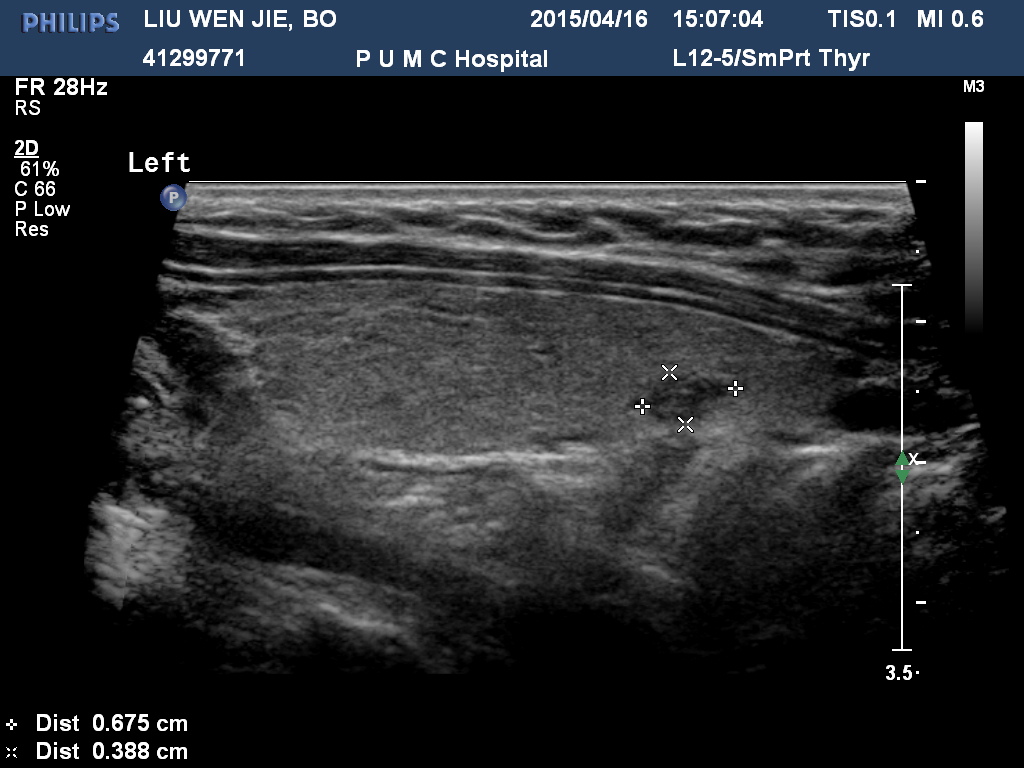 PHILIPS
LIU WEN JIE, BO 2015/04/16 15:07:04 TIS0.1 MI 0.6
41299771 P U M C Hospital L12-5/SmPrt Thyr
FR 28Hz
RS
M3
2D
61%
C 66
P Low
Res
Left
P
X
3.5
Dist 0.675 cm
Dist 0.388 cm